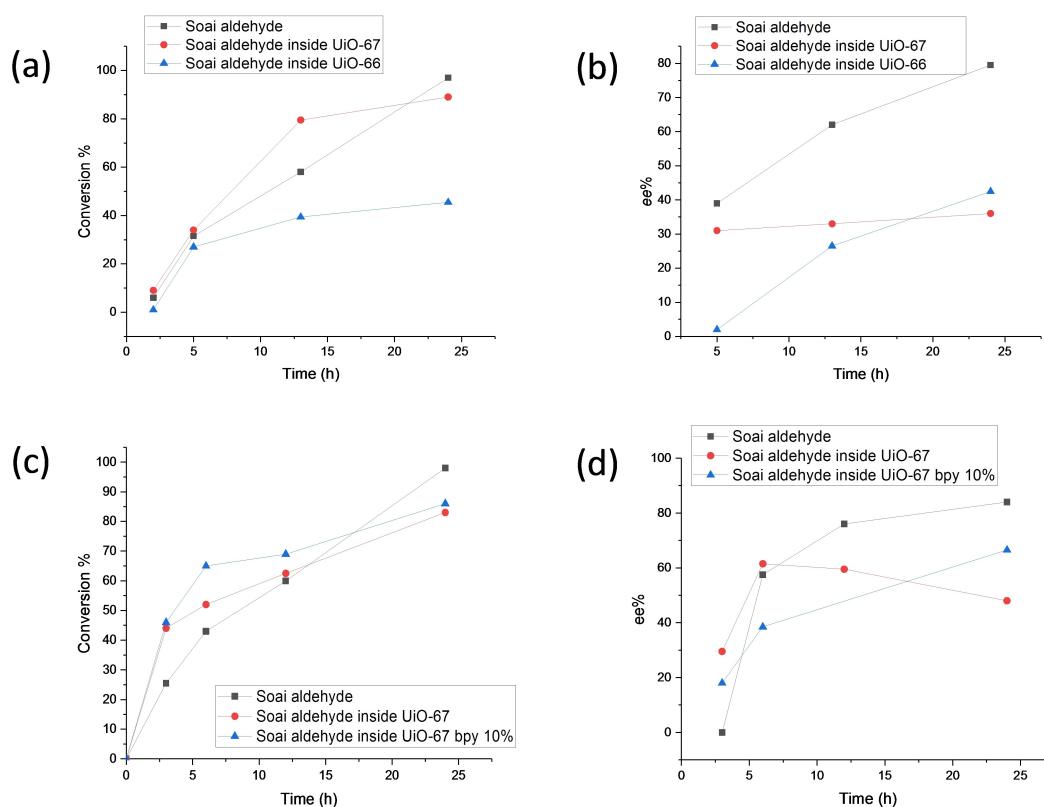 (a)
Soai aldehyde
Soai aldehyde inside UiO-67
Soai aldehyde inside UiO-66
100
80
60
40
20
0
Conversion %
0 5 10 15 20 25
Time (h)
(b)
Soai aldehyde
Soai aldehyde inside UiO-67
Soai aldehyde inside UiO-66
80
70
60
50
40
30
20
10
0
ee%
5 10 15 20 25
Time (h)
(c)
100
90
80
70
60
50
40
30
20
10
0
Conversion %
Soai aldehyde
Soai aldehyde inside UiO-67
Soai aldehyde inside UiO-67 bpy 10%
0 5 10 15 20 25
Time (h)
(d)
Soai aldehyde
Soai aldehyde inside UiO-67
Soai aldehyde inside UiO-67 bpy 10%
100
80
60
40
20
0
ee%
0 5 10 15 20 25
Time (h)